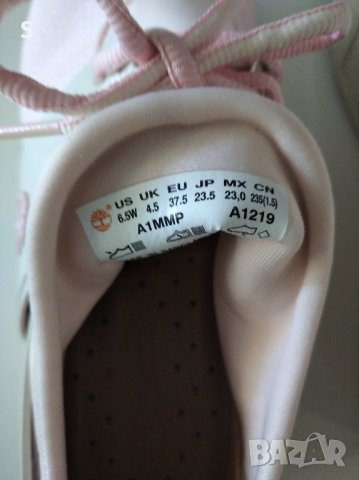 S
US UK EU JP MX CN
6.5W 4.5 37.5 23.5 23,0 235(1.5)
A1MMP A1219
BAZAR
bg